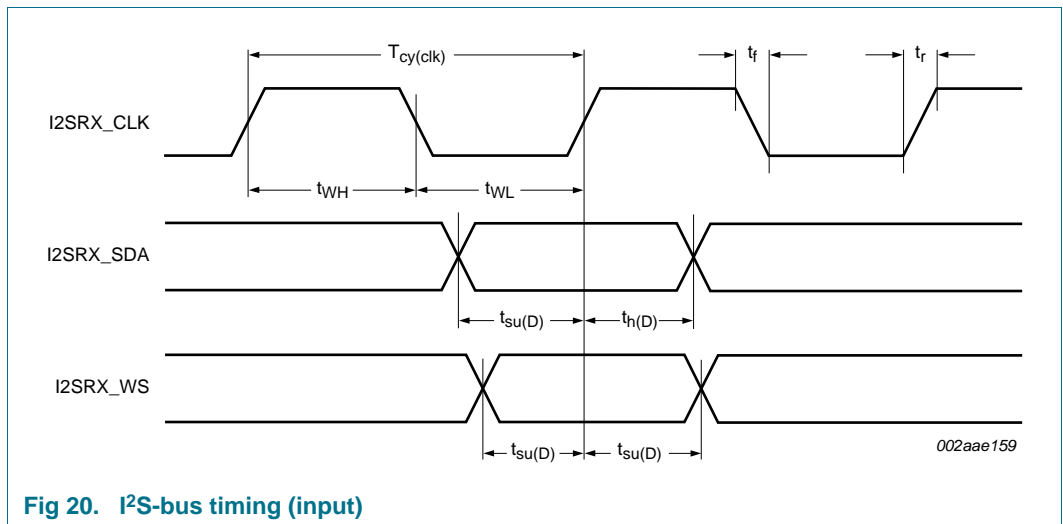 Tcy(clk)
tf
tr
I2SRX_CLK
tWH
tWL
I2SRX_SDA
tsu(D)
th(D)
I2SRX_WS
tsu(D)
tsu(D)
002aae159
Fig 20. I2S-bus timing (input)